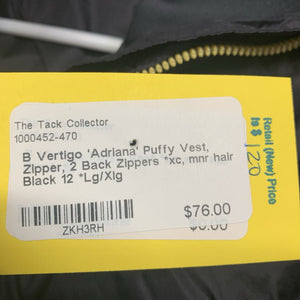 The Tack Collector
1000452-470
B Vertigo 'Adriana' Puffy Vest,
Zipper, 2 Back Zippers *xc, mnr hair
Black 12 *Lg/Xlg
$76.00
ZKH3RH
Retail (New) Price
Is $ 120